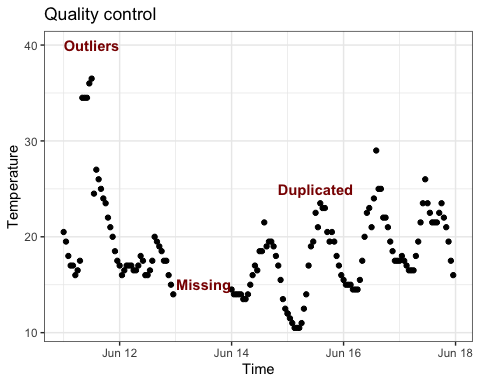 Quality control
Outliers
40
30
Duplicated
20
Missing
10
Jun 12
Jun 14
Jun 16
Jun 18
Time
Temperature